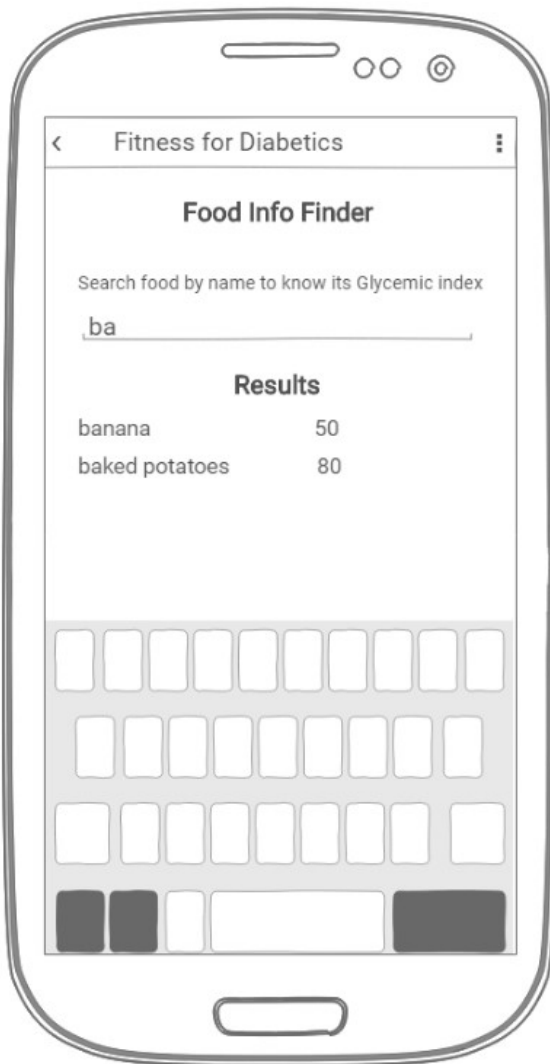 Fitness for Diabetics
Food Info Finder
Search food by name to know its Glycemic index
ba
Results
banana 50
baked potatoes 80